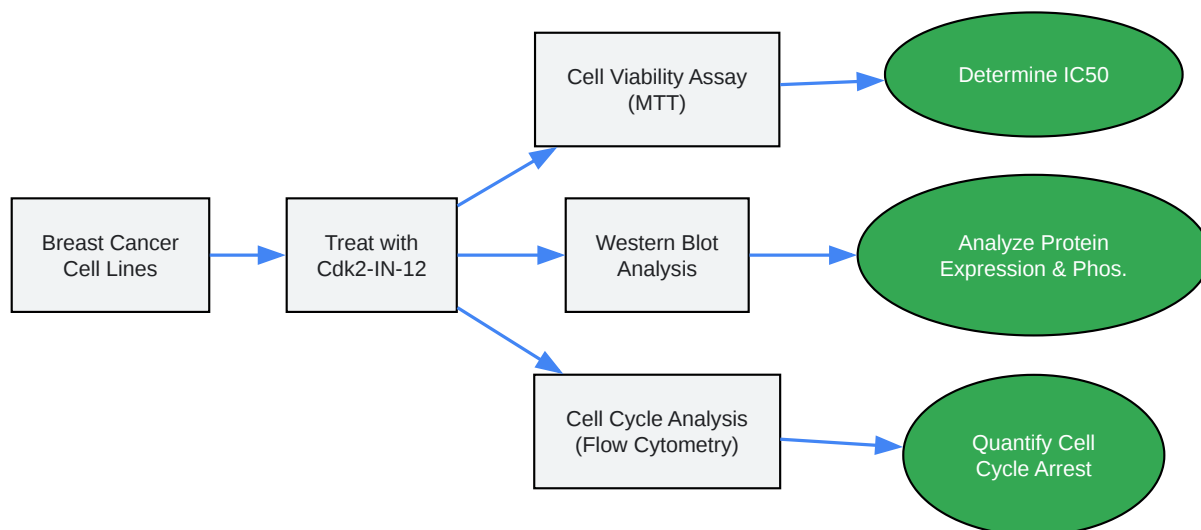 Breast Cancer
Cell Lines
Treat with
Cdk2-IN-12
Cell Viability Assay
(MTT)
Determine IC50
Western Blot
Analysis
Analyze Protein
Expression & Phos.
Cell Cycle Analysis
(Flow Cytometry)
Quantify Cell
Cycle Arrest